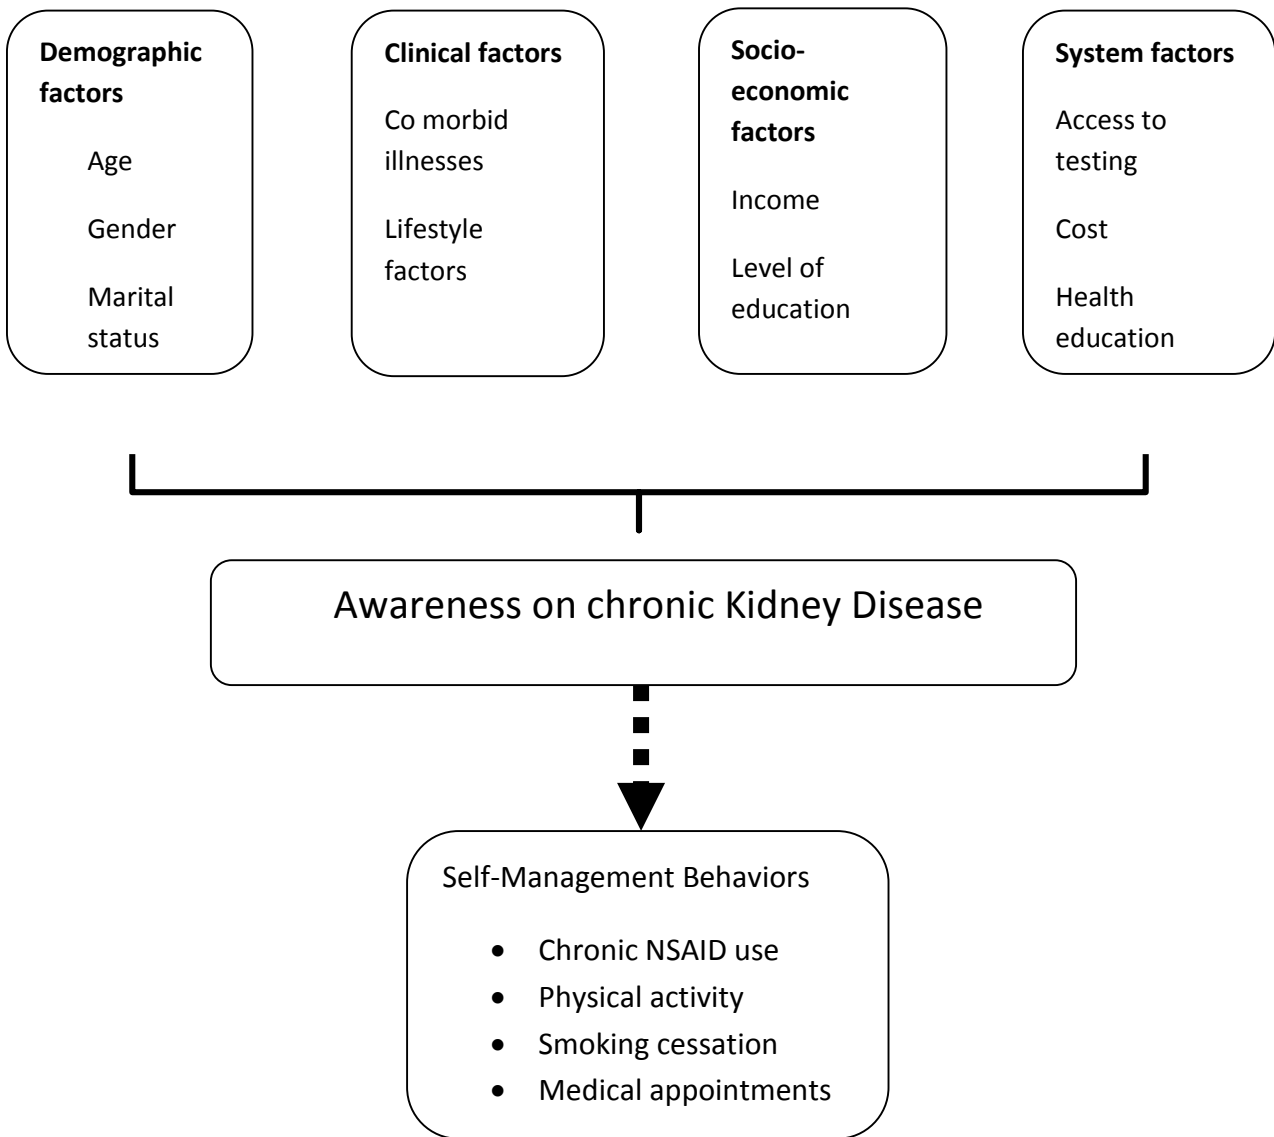 Demographic
factors
Age
Gender
Marital
status
Clinical factors
Co morbid
illnesses
Lifestyle
factors
Socio-
economic
factors
Income
Level of
education
System factors
Access to
testing
Cost
Health
education
Awareness on chronic Kidney Disease
Self-Management Behaviors
• Chronic NSAID use
• Physical activity
• Smoking cessation
• Medical appointments